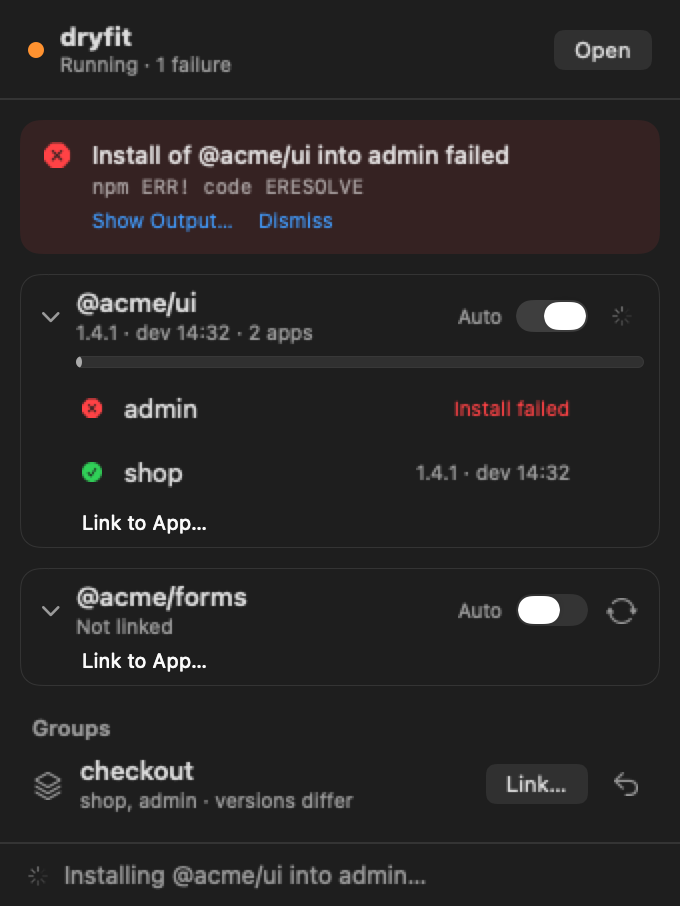 dryfit
Running · 1 failure
Open
Install of @acme/ui into admin failed
npm ERR! code ERESOLVE
Show Output... Dismiss
@acme/ui
1.4.1 · dev 14:32 · 2 apps
Auto
admin
Install failed
shop
1.4.1 · dev 14:32
Link to App...
@acme/forms
Not linked
Auto
Link to App...
Groups
checkout
shop, admin · versions differ
Link...
Installing @acme/ui into admin...